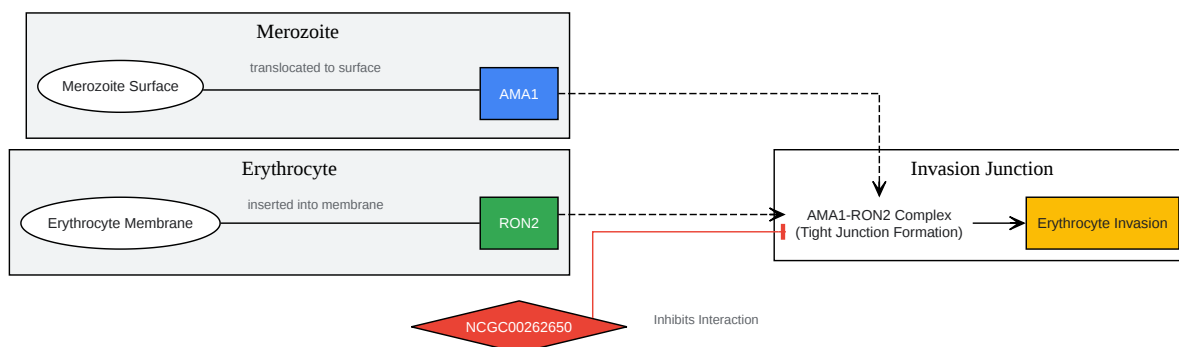 Merozoite
translocated to surface
Merozoite Surface
AMA1
Erythrocyte
inserted into membrane
Erythrocyte Membrane
RON2
Invasion Junction
AMA1-RON2 Complex
(Tight Junction Formation)
Erythrocyte Invasion
NCGC00262650
Inhibits Interaction